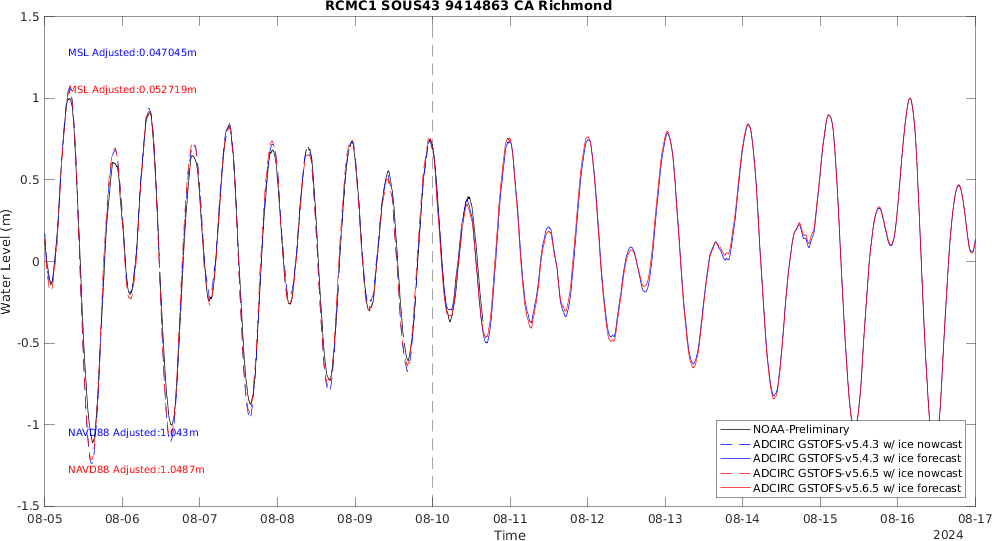 RCMC1 SOUS43 9414863 CA Richmond
MSL Adjusted:0.047045m
MSL Adjusted:0.052719m
NAVD88 Adjusted:1.043m
NAVD88 Adjusted:1.0487m
Water Level (m)
1.5
1
0.5
0
-0.5
-1
-1.5
NOAA-Preliminary
ADCIRC GSTOFS-v5.4.3 w/ ice nowcast
ADCIRC GSTOFS-v5.4.3 w/ ice forecast
ADCIRC GSTOFS-v5.6.5 w/ ice nowcast
ADCIRC GSTOFS-v5.6.5 w/ ice forecast
08-05 08-06 08-07 08-08 08-09 08-10 08-11 08-12 08-13 08-14 08-15 08-16 08-17
Time
2024